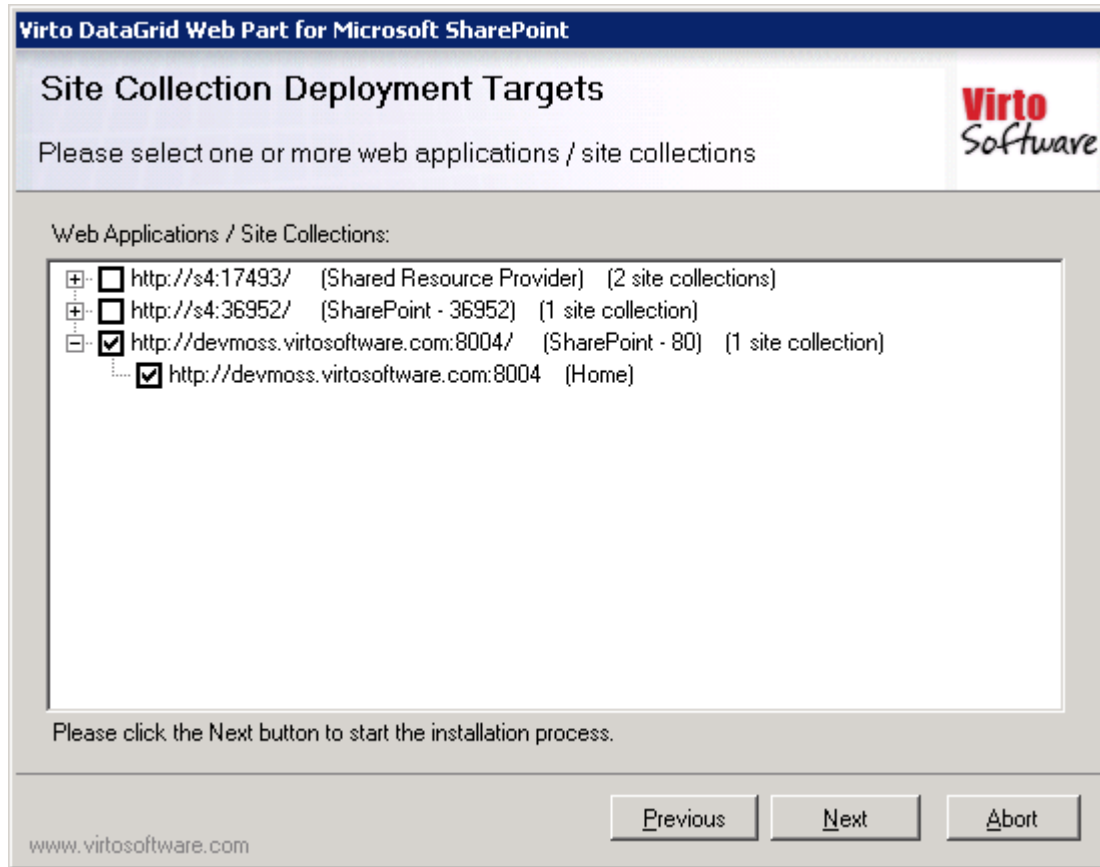 Virto DataGrid Web Part for Microsoft SharePoint
Site Collection Deployment Targets
Please select one or more web applications / site collections
Virto
Software
Web Applications / Site Collections:
http://s4:17493/ (Shared Resource Provider) (2 site collections)
http://s4:36952/ (SharePoint - 36952) (1 site collection)
http://devmoss.virtosoftware.com:8004/ (SharePoint - 80) (1 site collection)
http://devmoss.virtosoftware.com:8004 (Home)
Please click the Next button to start the installation process.
Previous Next Abort
www.virtosoftware.com